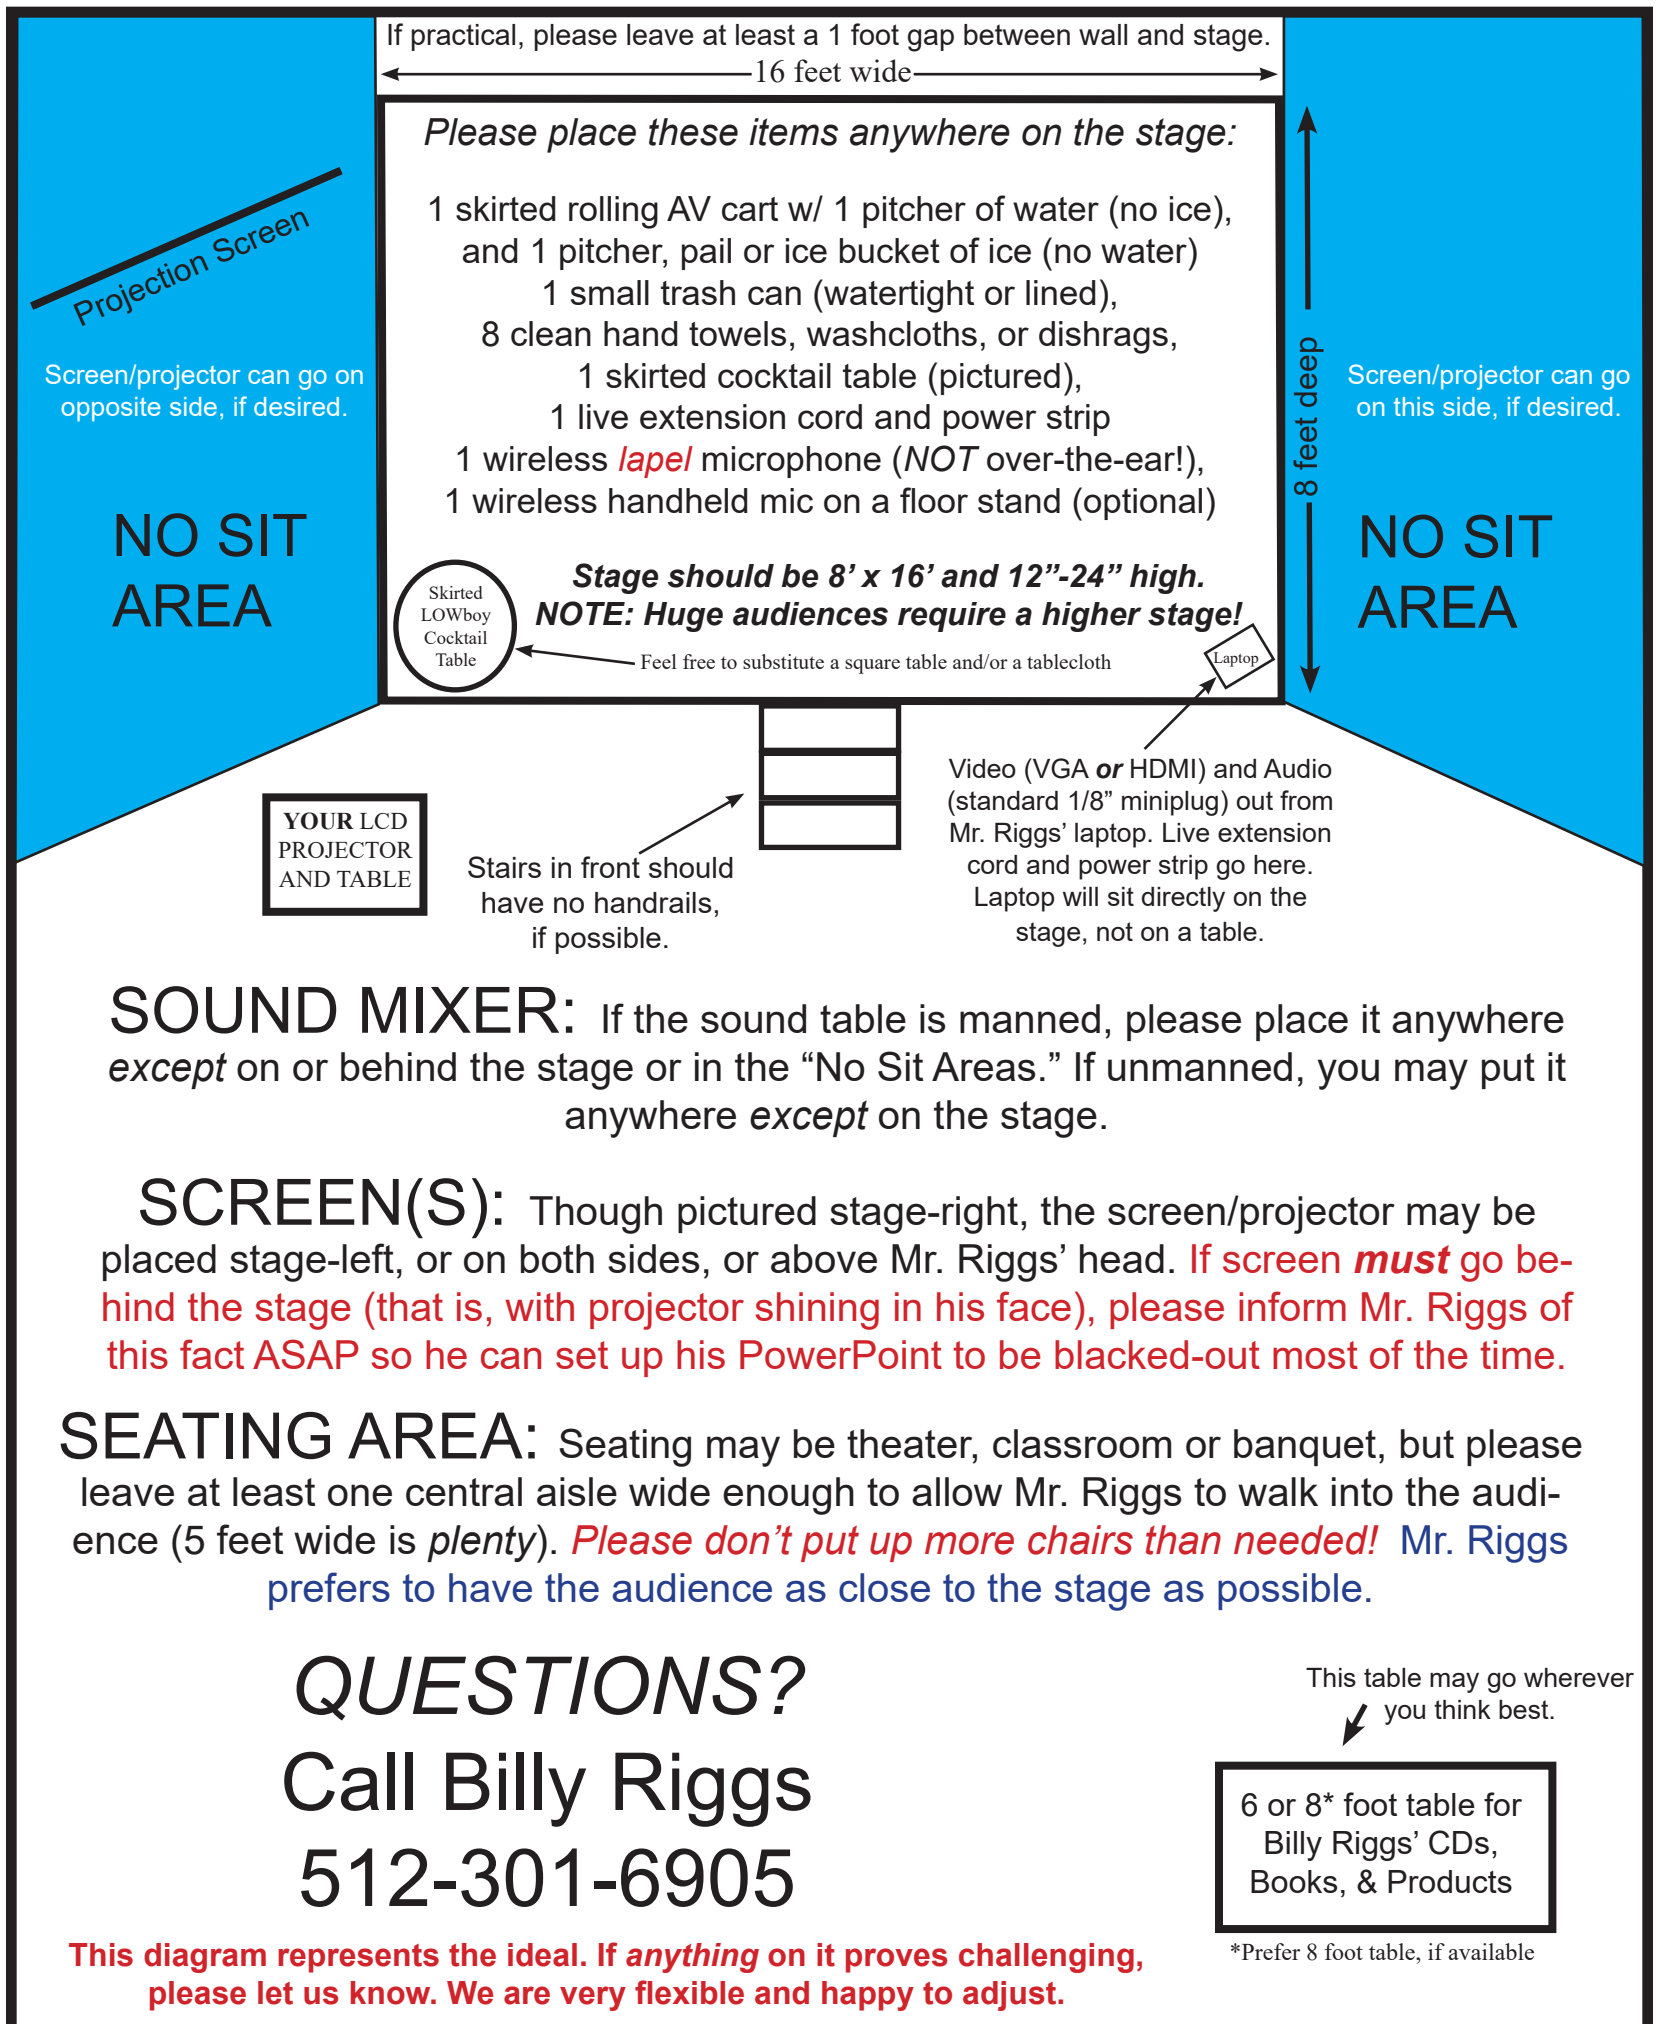 If practical, please leave at least a 1 foot gap between wall and stage.
16 feet wide
Please place these items anywhere on the stage:
1 skirted rolling AV cart w/ 1 pitcher of water (no ice),
and 1 pitcher, pail or ice bucket of ice (no water)
1 small trash can (watertight or lined),
8 clean hand towels, washcloths, or dishrags,
1 skirted cocktail table (pictured),
1 live extension cord and power strip
1 wireless lapel microphone (NOT over-the-ear!),
1 wireless handheld mic on a floor stand (optional)
Stage should be 8’ x 16’ and 12”-24” high.
NOTE: Huge audiences require a higher stage!
Skirted
LOWboy
Cocktail
Table
Feel free to substitute a square table and/or a tablecloth
Laptop
8 feet deep
Projection Screen
Screen/projector can go on
opposite side, if desired.
NO SIT
AREA
Screen/projector can go
on this side, if desired.
NO SIT
AREA
YOUR LCD
PROJECTOR
AND TABLE
Stairs in front should
have no handrails,
if possible.
Video (VGA or HDMI) and Audio
(standard 1/8” miniplug) out from
Mr. Riggs’ laptop. Live extension
cord and power strip go here.
Laptop will sit directly on the
stage, not on a table.
SOUND MIXER: If the sound table is manned, please place it anywhere
except on or behind the stage or in the “No Sit Areas.” If unmanned, you may put it
anywhere except on the stage.
SCREEN(S): Though pictured stage-right, the screen/projector may be
placed stage-left, or on both sides, or above Mr. Riggs’ head. If screen must go be-
hind the stage (that is, with projector shining in his face), please inform Mr. Riggs of
this fact ASAP so he can set up his PowerPoint to be blacked-out most of the time.
SEATING AREA: Seating may be theater, classroom or banquet, but please
leave at least one central aisle wide enough to allow Mr. Riggs to walk into the audi-
ence (5 feet wide is plenty). Please don’t put up more chairs than needed! Mr. Riggs
prefers to have the audience as close to the stage as possible.
QUESTIONS?
Call Billy Riggs
512-301-6905
This diagram represents the ideal. If anything on it proves challenging,
please let us know. We are very flexible and happy to adjust.
This table may go wherever
you think best.
6 or 8* foot table for
Billy Riggs’ CDs,
Books, & Products
*Prefer 8 foot table, if available